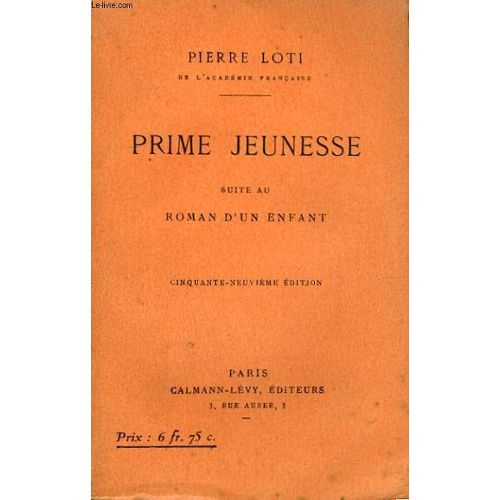 Le-livre.com
PIERRE LOTI
DE L'ACADÉMIE FRANÇAISE
PRIME JEUNESSE
SUITE AU
ROMAN D'UN ENFANT
CINQUANTE-NEUVIÈME ÉDITION
PARIS
CALMANN-LÉVY, ÉDITEURS
3, RUE AUBER, 3
Prix : 6 fr. 75 c.